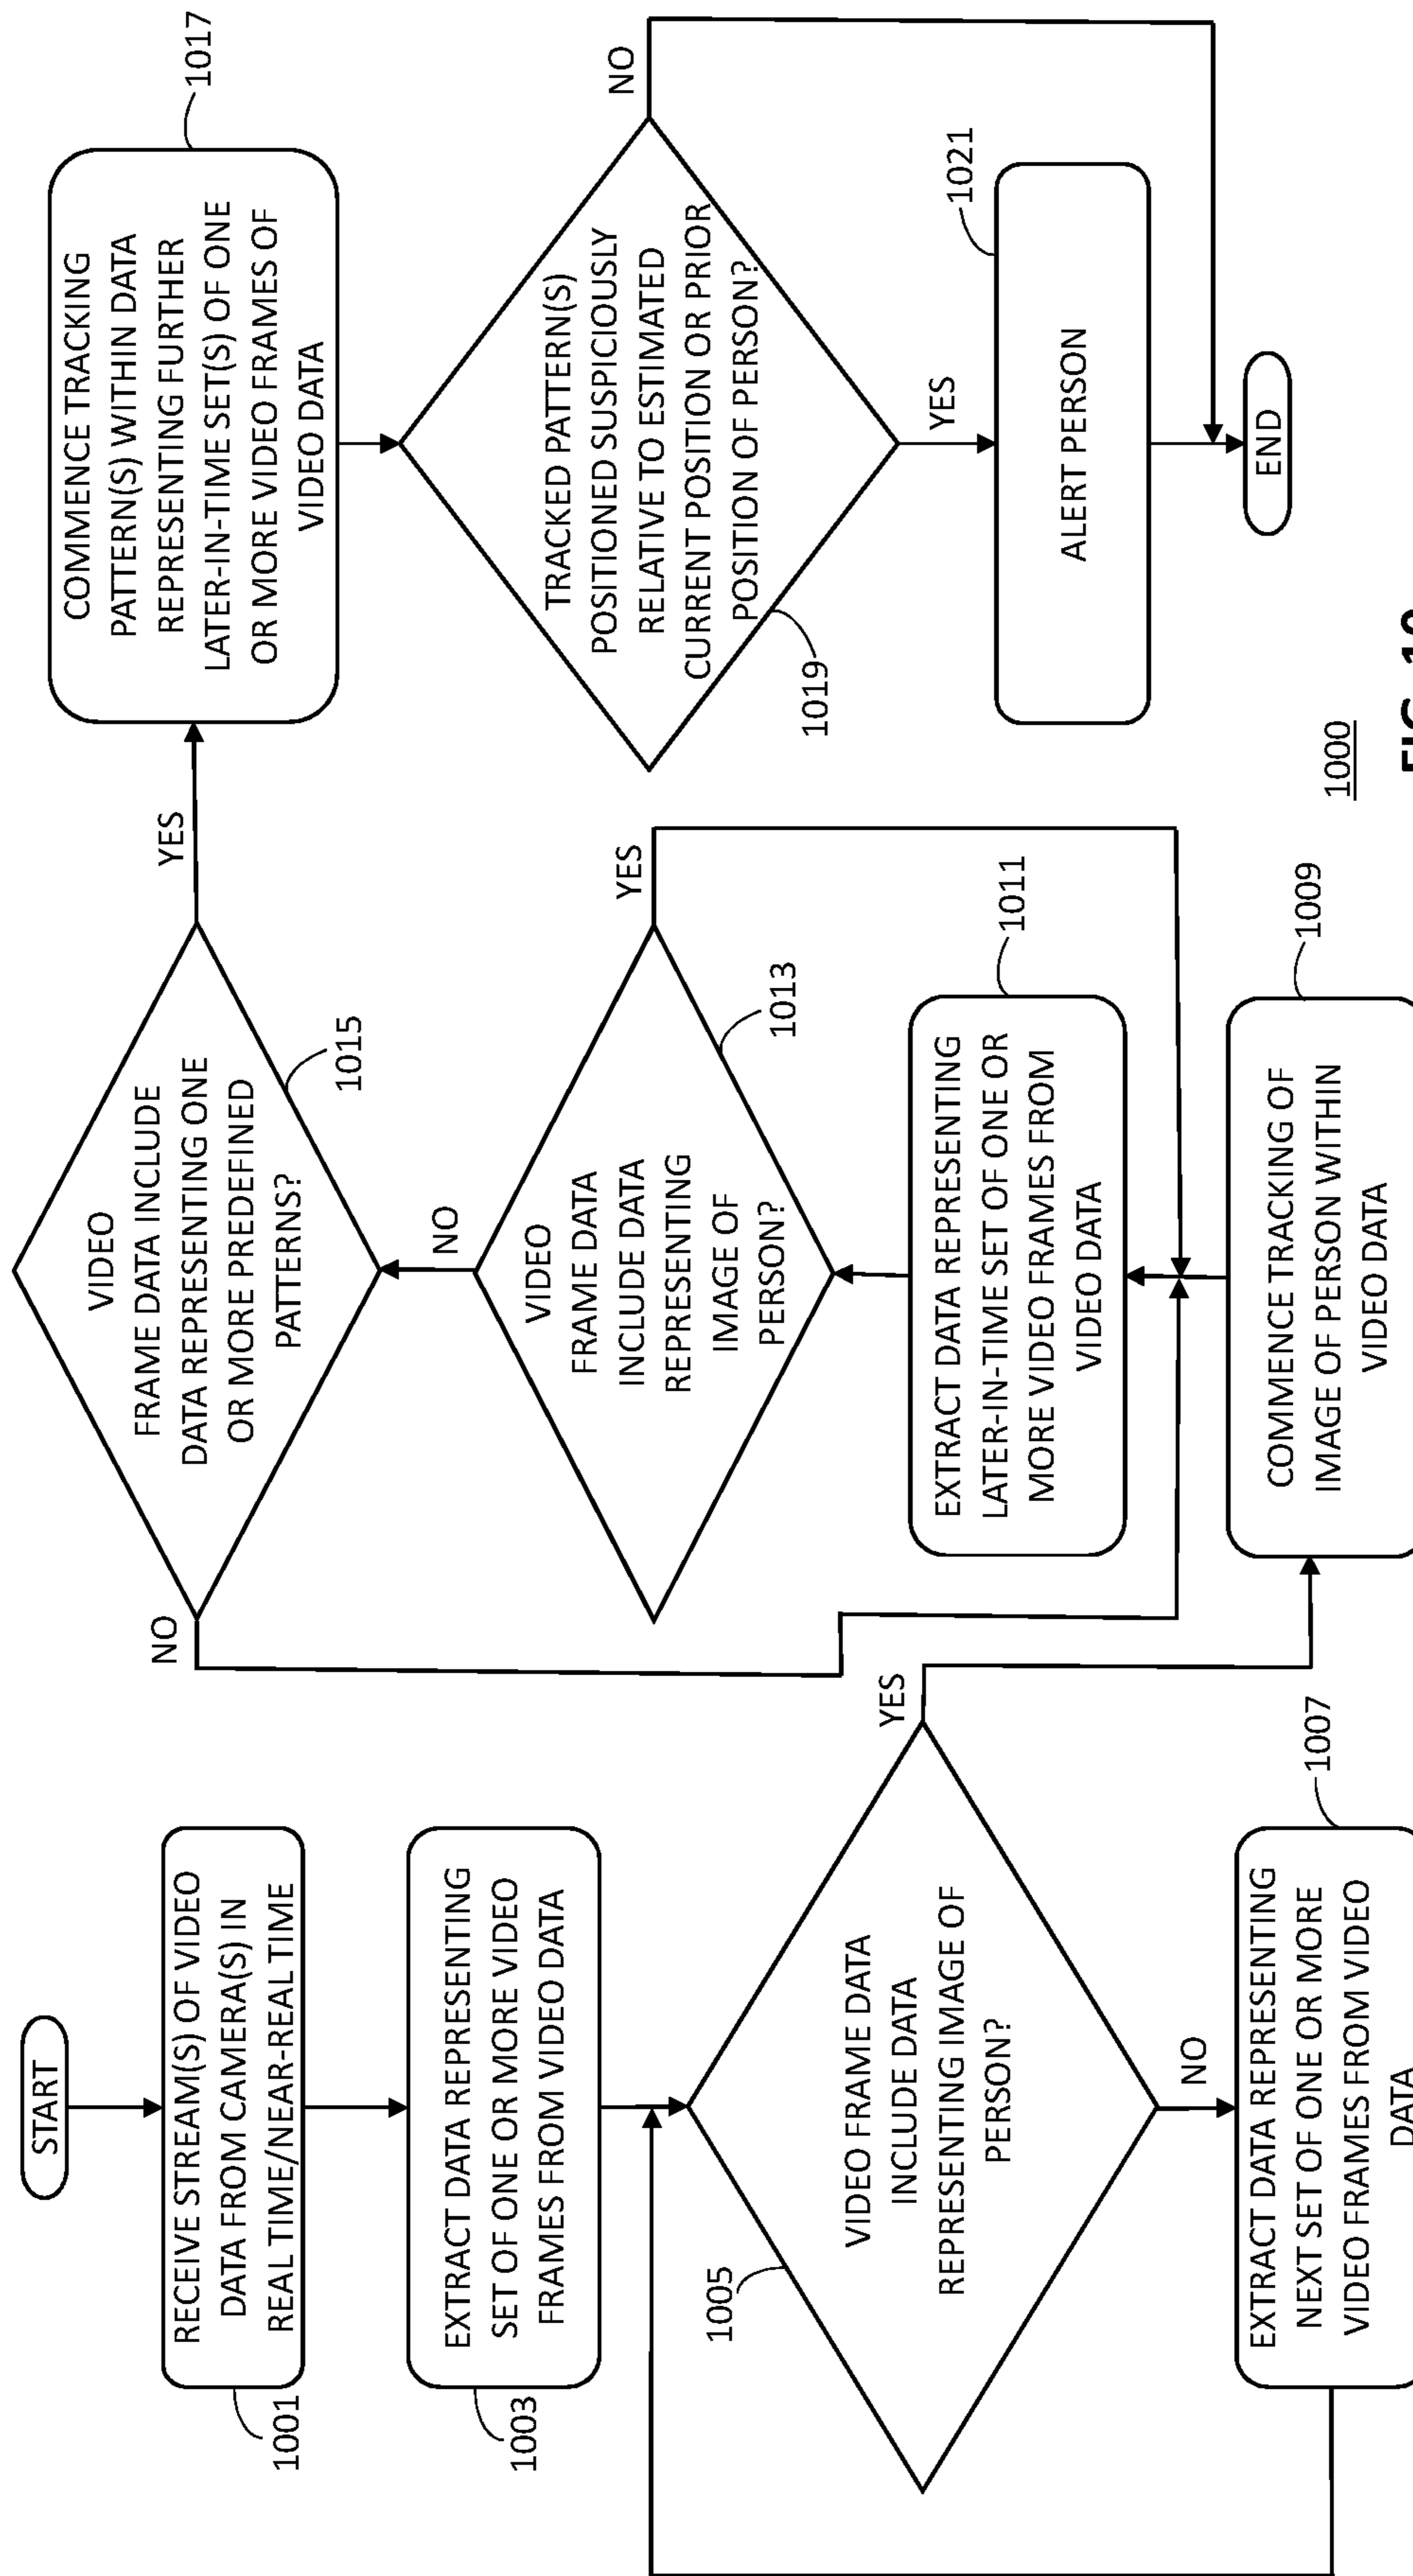 START
RECEIVE STREAM(S) OF VIDEO
DATA FROM CAMERA(S) IN
REAL TIME/NEAR-REAL TIME
1001
EXTRACT DATA REPRESENTING
SET OF ONE OR MORE VIDEO
FRAMES FROM VIDEO DATA
1003
VIDEO FRAME DATA
INCLUDE DATA
REPRESENTING IMAGE OF
PERSON?
1005
YES
NO
EXTRACT DATA REPRESENTING
NEXT SET OF ONE OR MORE
VIDEO FRAMES FROM VIDEO
DATA
1007
COMMENCE TRACKING OF
IMAGE OF PERSON WITHIN
VIDEO DATA
1009
EXTRACT DATA REPRESENTING
LATER-IN-TIME SET OF ONE OR
MORE VIDEO FRAMES FROM
VIDEO DATA
1011
VIDEO
FRAME DATA
INCLUDE DATA
REPRESENTING
IMAGE OF
PERSON?
1013
YES
NO
VIDEO
FRAME DATA INCLUDE
DATA REPRESENTING ONE
OR MORE PREDEFINED
PATTERNS?
1015
NO
YES
COMMENCE TRACKING
PATTERN(S) WITHIN DATA
REPRESENTING FURTHER
LATER-IN-TIME SET(S) OF ONE
OR MORE VIDEO FRAMES OF
VIDEO DATA
1017
TRACKED PATTERN(S)
POSITIONED SUSPICIOUSLY
RELATIVE TO ESTIMATED
CURRENT POSITION OR PRIOR
POSITION OF PERSON?
1019
NO
YES
ALERT PERSON
1021
END
1000
FIG. 10